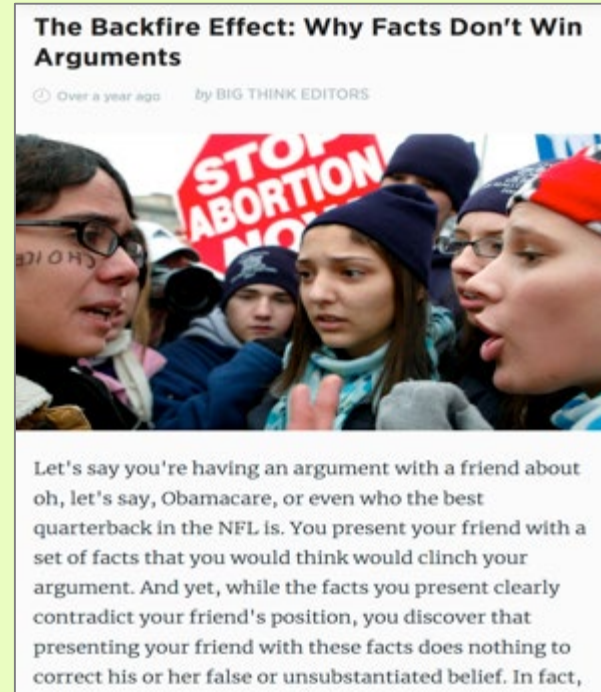 The Backfire Effect: Why Facts Don't Win
Arguments
Over a year ago by BIG THINK EDITORS
STOP
ABORTION
NOW
CHOICE
Let's say you're having an argument with a friend about
oh, let's say, Obamacare, or even who the best
quarterback in the NFL is. You present your friend with a
set of facts that you would think would clinch your
argument. And yet, while the facts you present clearly
contradict your friend's position, you discover that
presenting your friend with these facts does nothing to
correct his or her false or unsubstantiated belief. In fact,